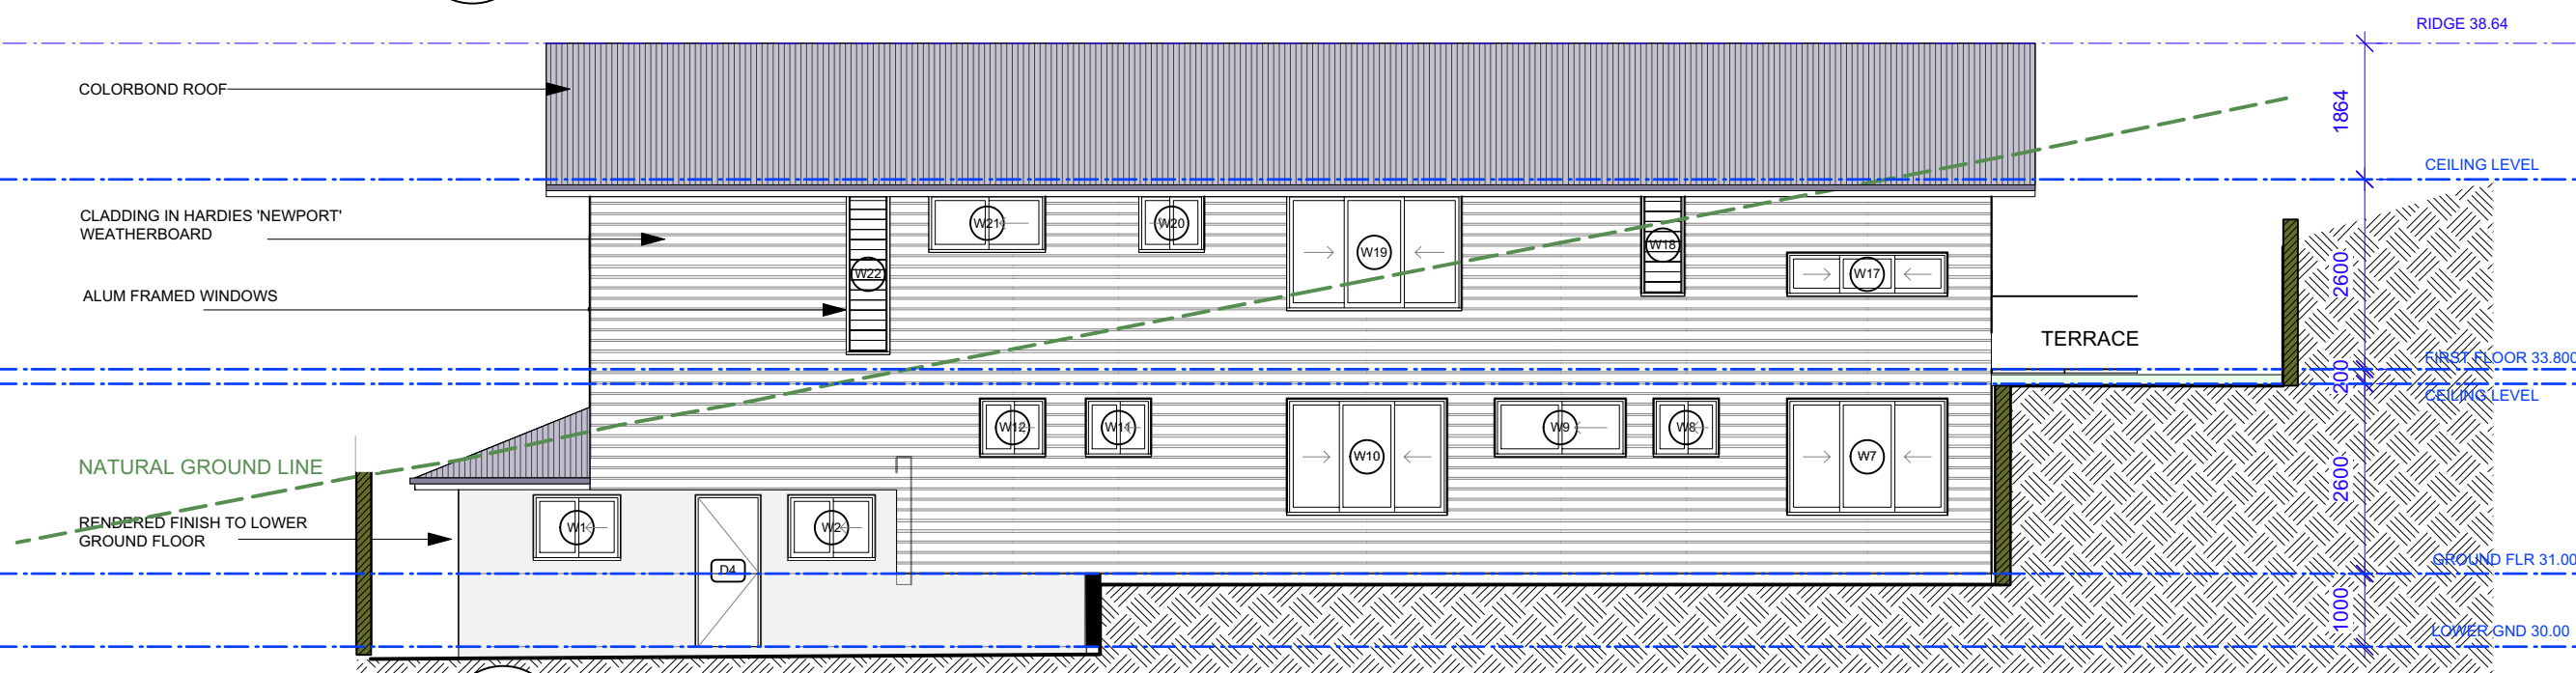 RIDGE 38.64
COLORBOND ROOF
1864
CEILING LEVEL
CLADDING IN HARDIES 'NEWPORT'
WEATHERBOARD
W21
W20
W19
W18
W22
W17
2600
ALUM FRAMED WINDOWS
TERRACE
FIRST FLOOR 33.800
200
CEILING LEVEL
W12
W11
W10
W9
W8
W7
NATURAL GROUND LINE
2600
RENDERED FINISH TO LOWER
GROUND FLOOR
W1
W2
D4
GROUND FLR 31.00
1000
LOWER GND 30.00